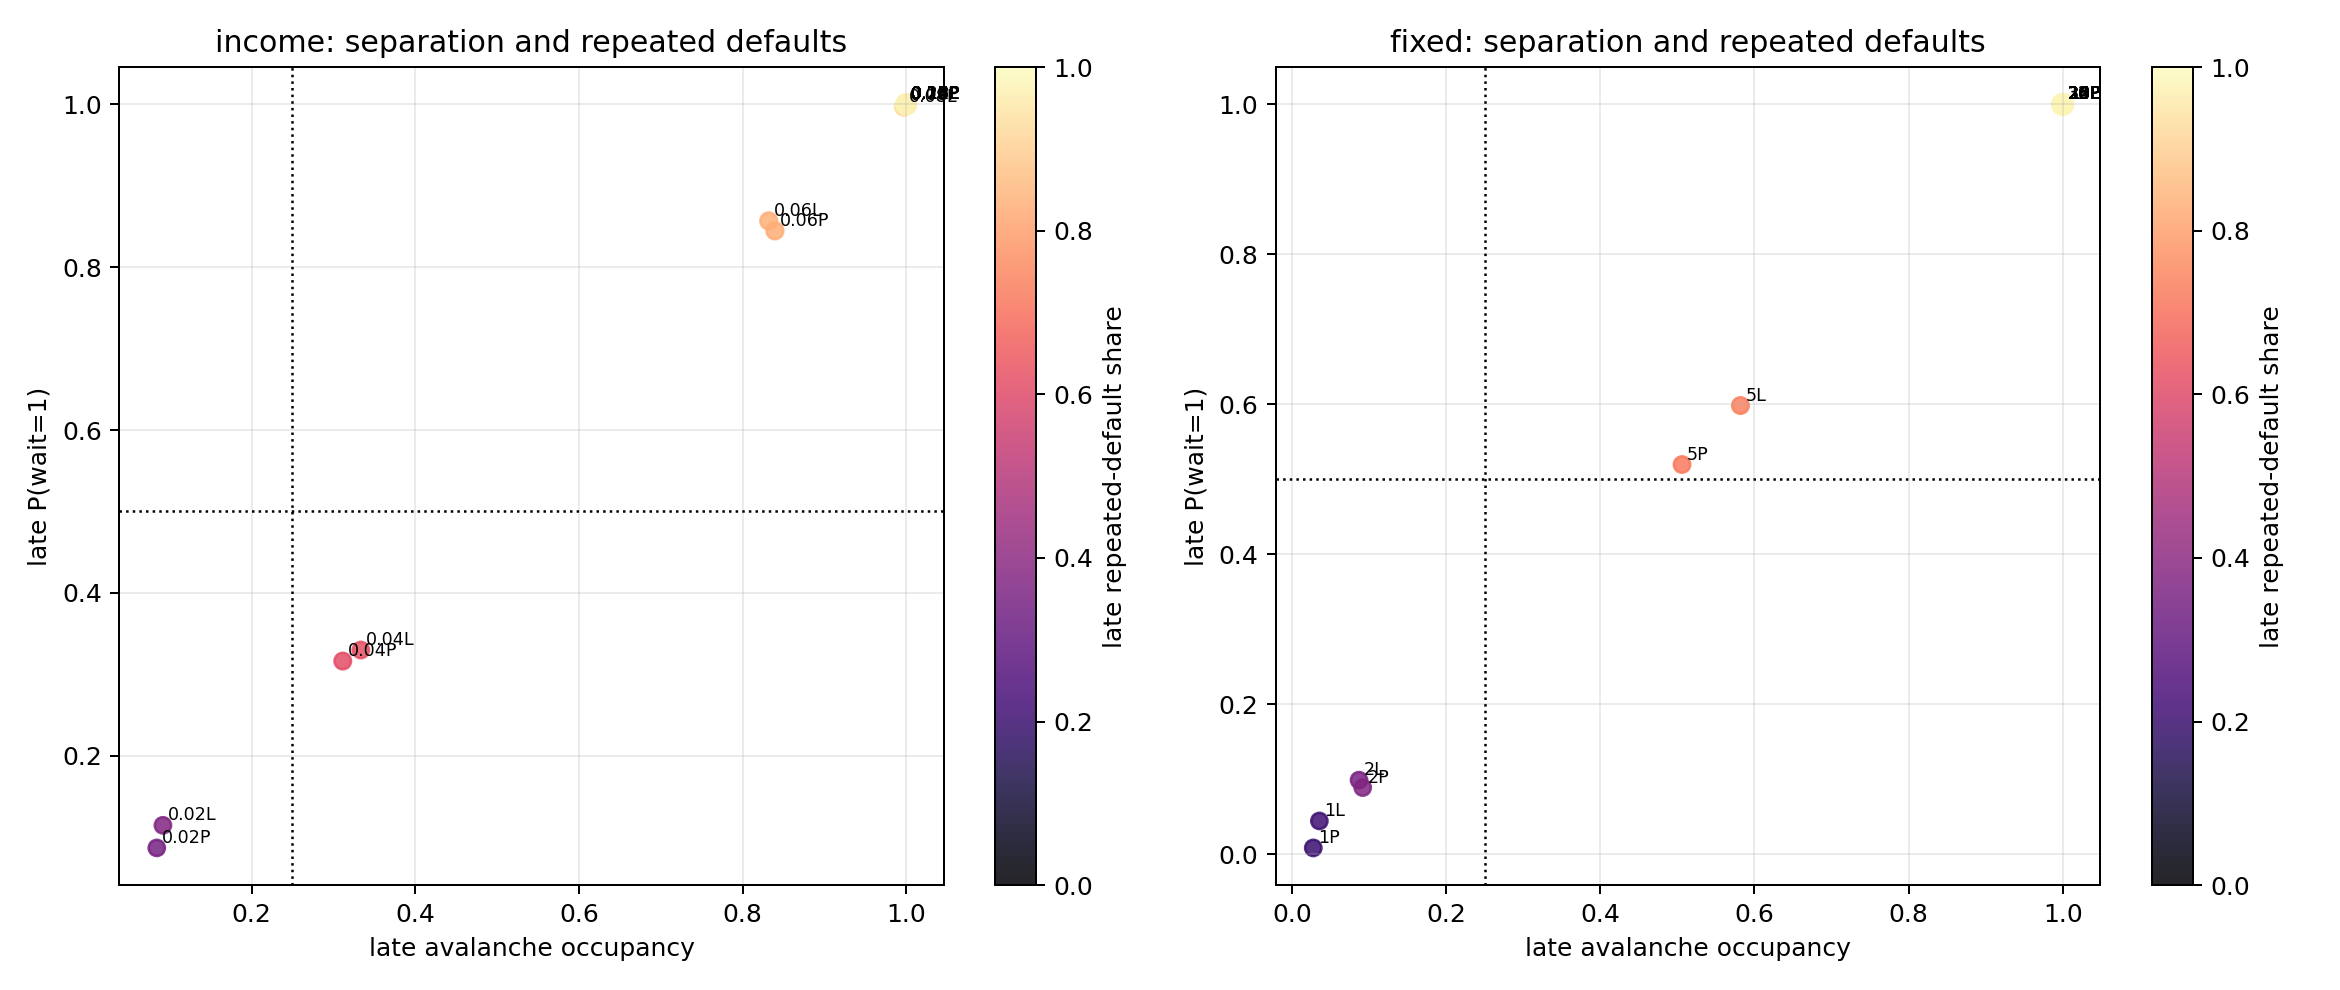 income: separation and repeated defaults
late P(wait=1)
1.0
0.8
0.6
0.4
0.2
0.06L
0.06P
0.04L
0.04P
0.02L
0.02P
0.2
0.4
0.6
0.8
1.0
late avalanche occupancy
1.0
0.8
0.6
0.4
0.2
0.0
late repeated-default share
fixed: separation and repeated defaults
late P(wait=1)
1.0
0.8
0.6
0.4
0.2
0.0
5L
5P
2L
2P
1L
1P
0.0
0.2
0.4
0.6
0.8
1.0
late avalanche occupancy
1.0
0.8
0.6
0.4
0.2
0.0
late repeated-default share